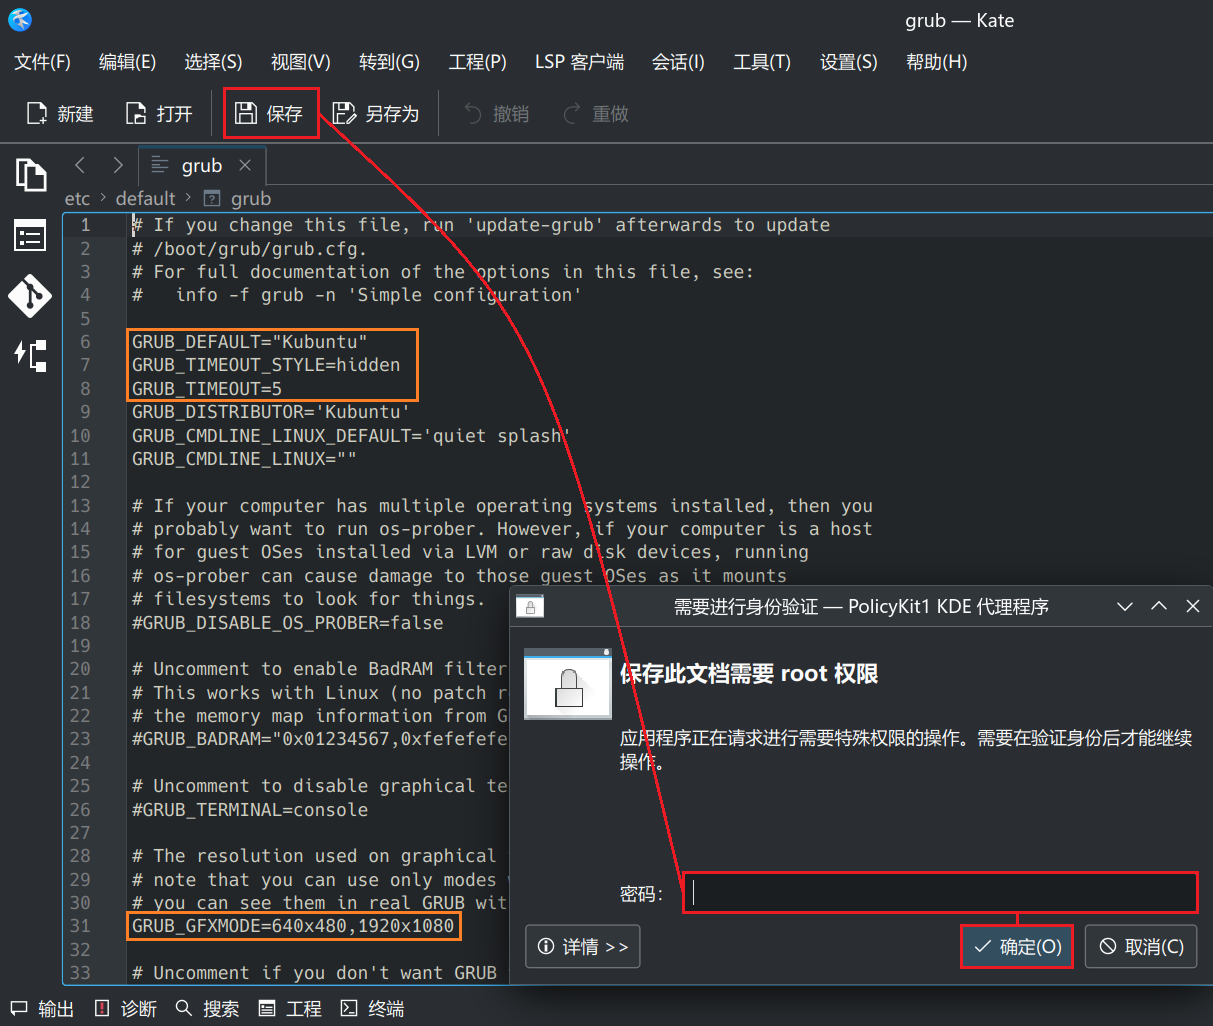 grub — Kate
文件(F) 编辑(E) 选择(S) 视图(V) 转到(G) 工程(P) LSP 客户端 会话(I) 工具(T) 设置(S) 帮助(H)
新建 打开 保存 另存为 撤销 重做
grub
etc > default > grub
1 # If you change this file, run 'update-grub' afterwards to update
2 # /boot/grub/grub.cfg.
3 # For full documentation of the options in this file, see:
4 #   info -f grub -n 'Simple configuration'
5
6 GRUB_DEFAULT="Kubuntu"
7 GRUB_TIMEOUT_STYLE=hidden
8 GRUB_TIMEOUT=5
9 GRUB_DISTRIBUTOR='Kubuntu'
10 GRUB_CMDLINE_LINUX_DEFAULT='quiet splash'
11 GRUB_CMDLINE_LINUX=""
12
13 # If your computer has multiple operating systems installed, then you
14 # probably want to run os-prober. However, if your computer is a host
15 # for guest OSes installed via LVM or raw disk devices, running
16 # os-prober can cause damage to those guest OSes as it mounts
17 # filesystems to look for things.
18 #GRUB_DISABLE_OS_PROBER=false
19
20 # Uncomment to enable BadRAM filter
21 # This works with Linux (no patch r
22 # the memory map information from G
23 #GRUB_BADRAM="0x01234567,0xfefefefe
24
25 # Uncomment to disable graphical te
26 #GRUB_TERMINAL=console
27
28 # The resolution used on graphical
29 # note that you can use only modes
30 # you can see them in real GRUB wit
31 GRUB_GFXMODE=640x480,1920x1080
32
33 # Uncomment if you don't want GRUB
需要进行身份验证 — PolicyKit1 KDE 代理程序
保存此文档需要 root 权限
应用程序正在请求进行需要特殊权限的操作。需要在验证身份后才能继续
操作。
密码：
详情 >> 确定(O) 取消(C)
输出 诊断 搜索 工程 终端